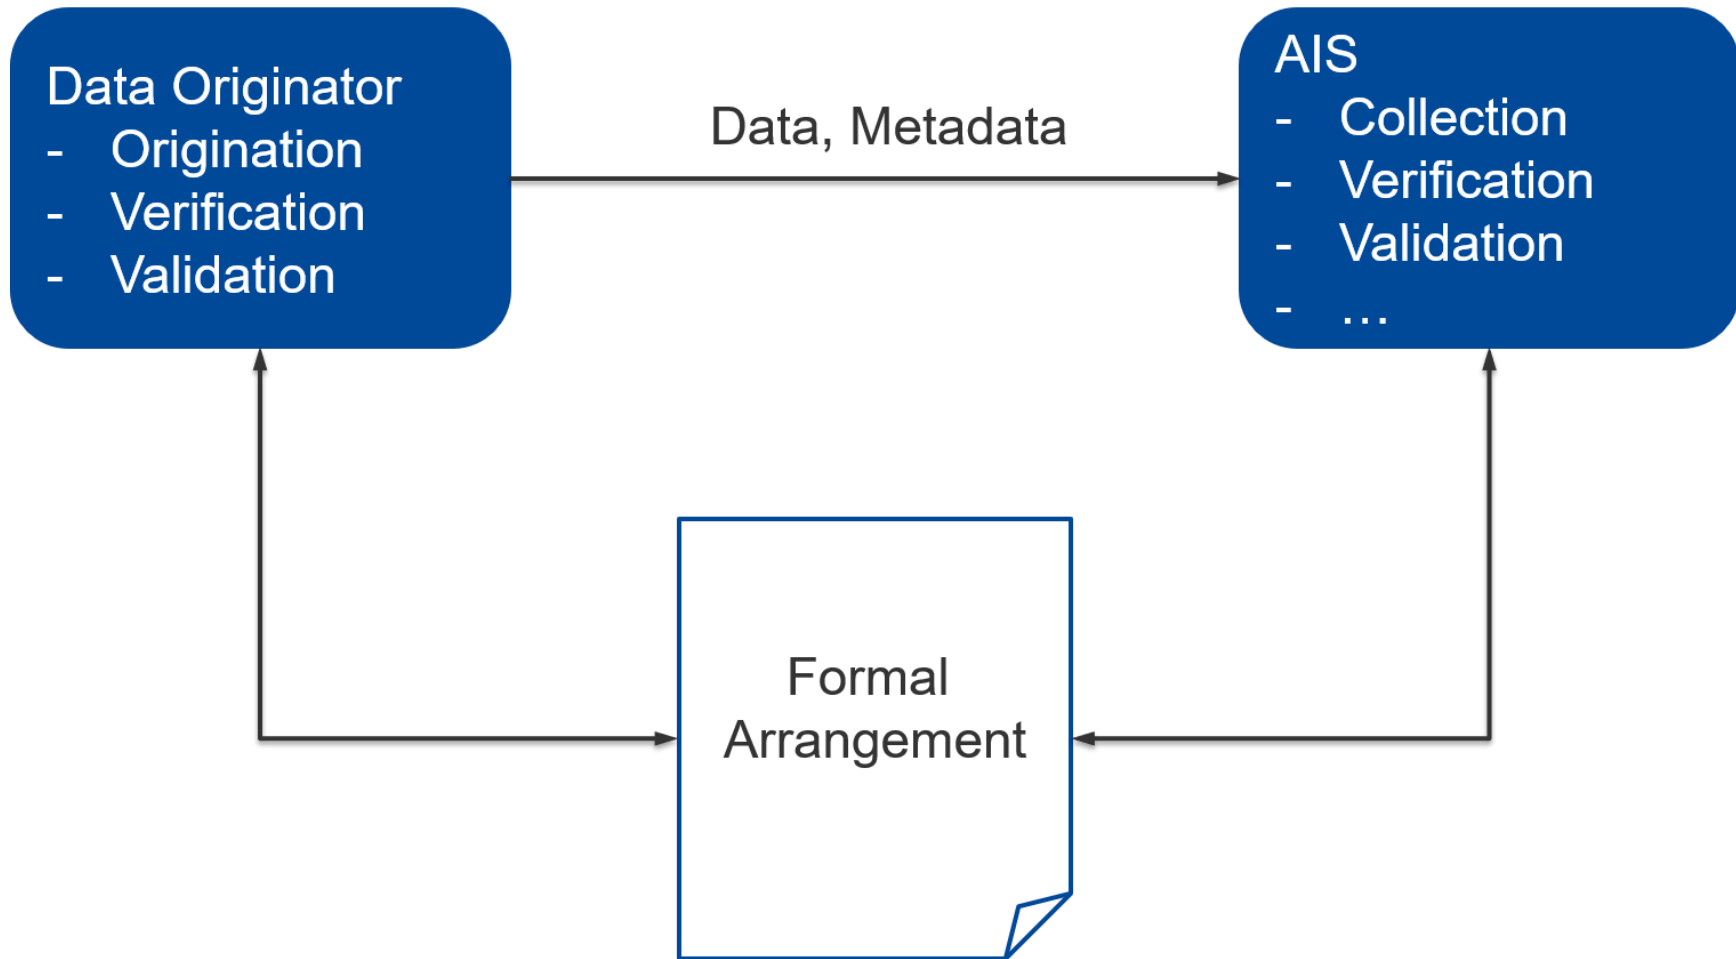 Data Originator
- Origination
- Verification
- Validation
Data, Metadata
AIS
- Collection
- Verification
- Validation
- …
Formal
Arrangement